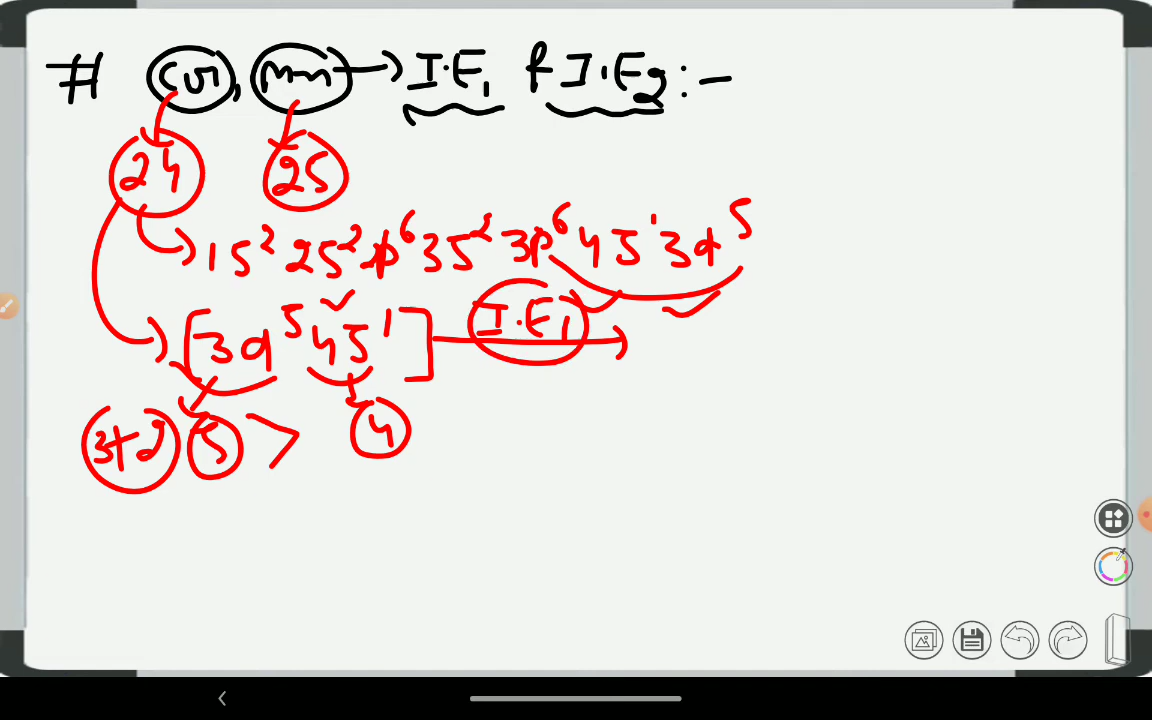 # Cr, Mn → I.E₁ & I.E₂ :-
24 25
1s² 2s² 2p⁶ 3s² 3p⁶ 4s¹ 3d⁵
[3d⁵ 4s¹] I.E₁ →
3+2 5 > 4